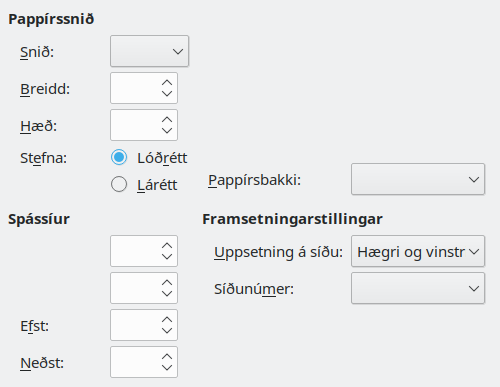 Pappírssnið
Snið:
Breidd:
Hæð:
Stefna:
Lóðrétt
Lárétt
Pappírsbakki:
Spássíur
Framsetningarstillingar
Uppsetning á síðu: Hægri og vinstr
Síðunúmer:
Efst:
Neðst: